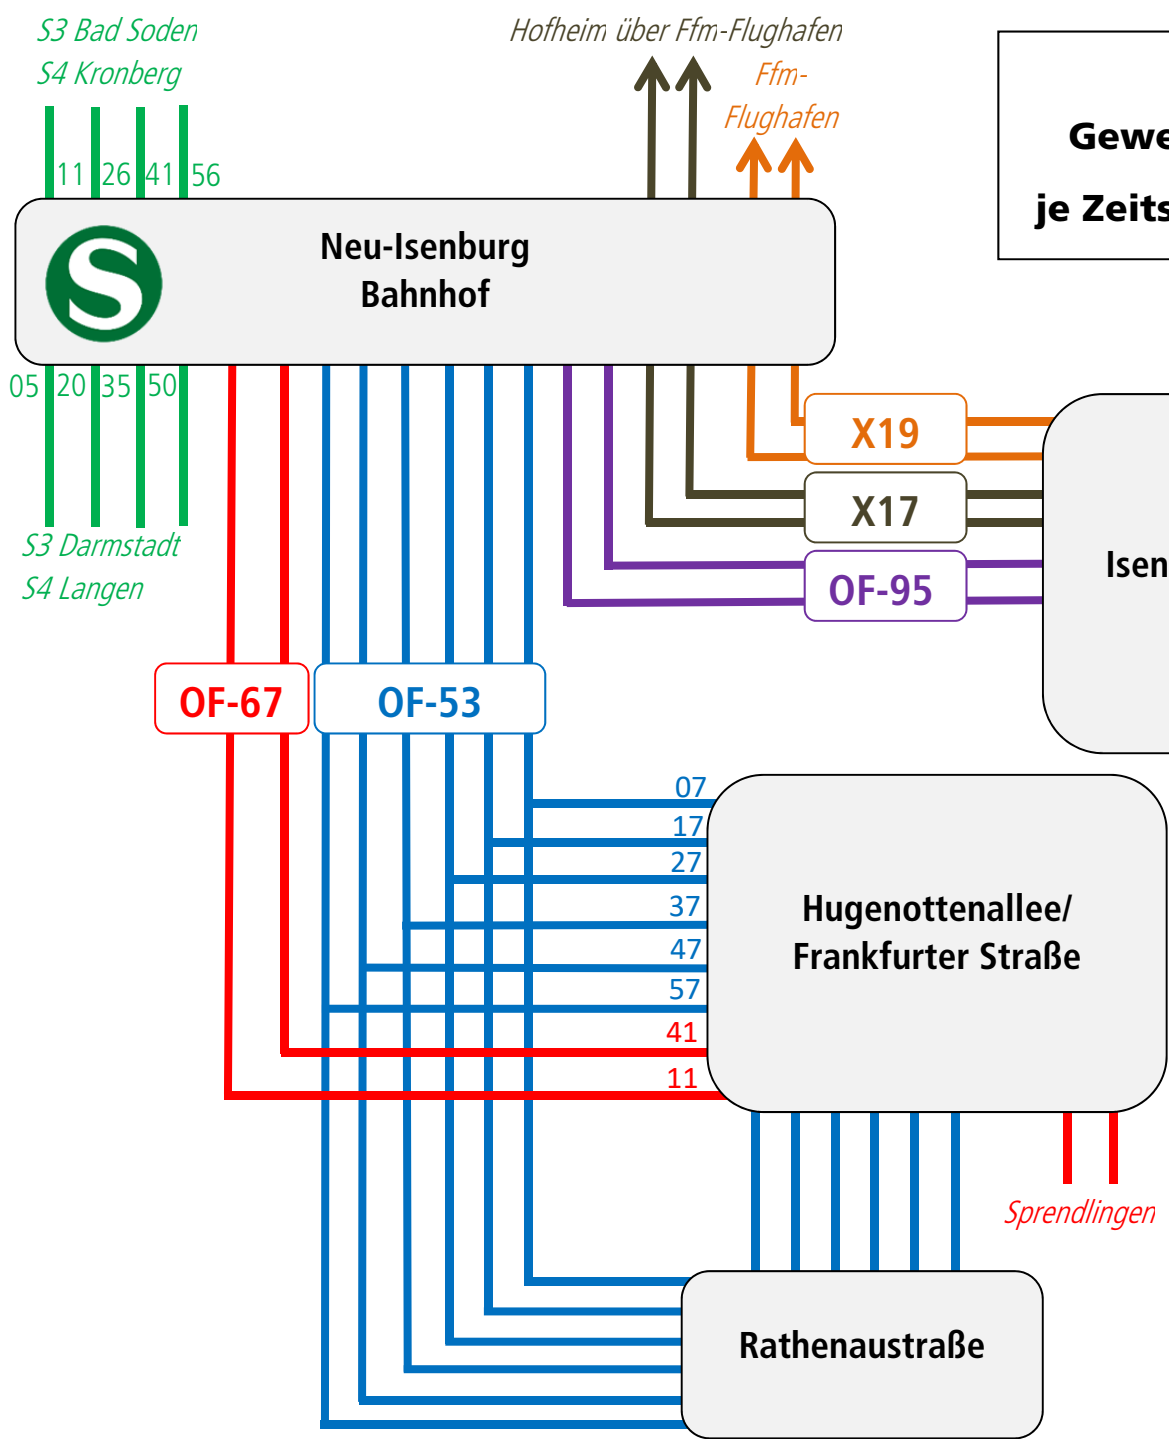 S3 Bad Soden
S4 Kronberg
Hofheim über Ffm-Flughafen
Ffm-
Flughafen
Gewe
je Zeits
11 26 41 56
S
Neu-Isenburg
Bahnhof
05 20 35 50
S3 Darmstadt
S4 Langen
X19
X17
OF-95
Isen
OF-67
OF-53
07
17
27
37
47
57
41
11
Hugenottenallee/
Frankfurter Straße
Sprendlingen
Rathenaustraße